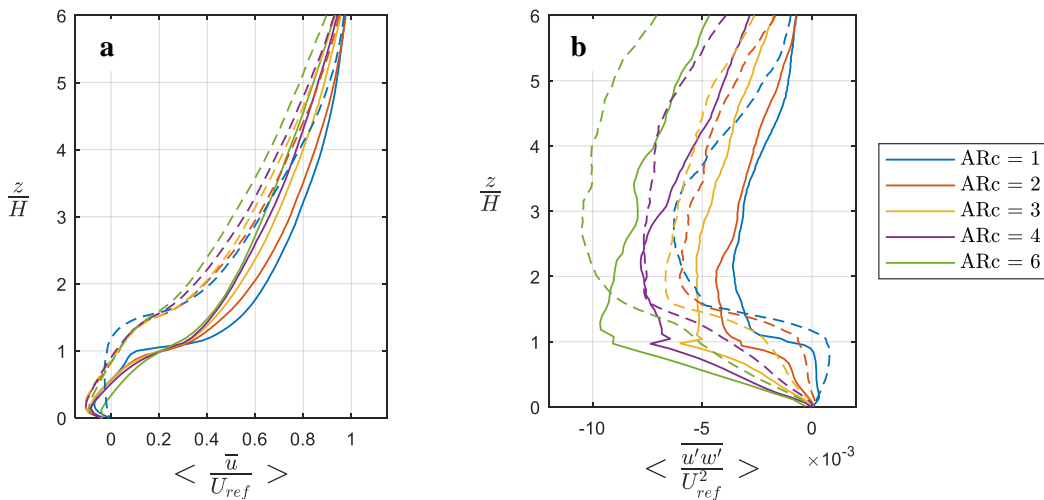 a
6
5
4
3
2
1
0
z/H
0 0.2 0.4 0.6 0.8 1
< u̅/U_ref >
b
6
5
4
3
2
1
0
z/H
-10 -5 0
×10⁻³
< \overline{u'w'}/U²_ref >
ARc = 1
ARc = 2
ARc = 3
ARc = 4
ARc = 6